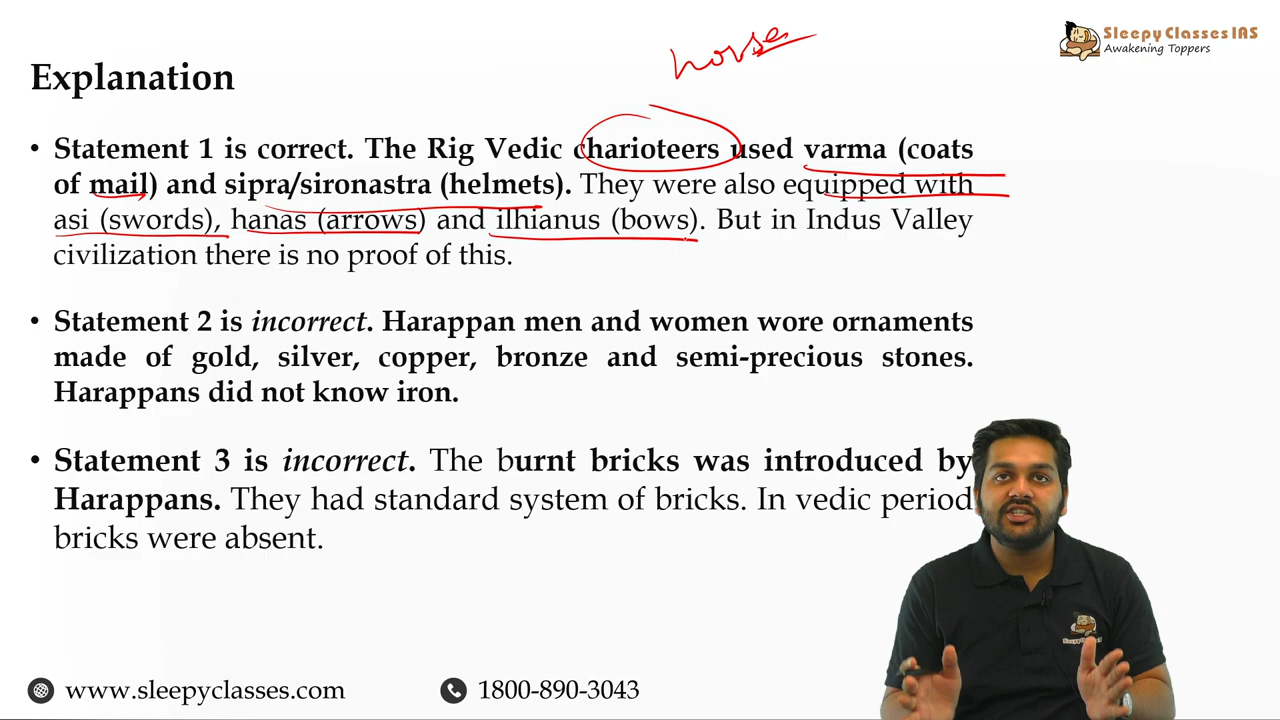 horse
Sleepy Classes IAS
Awakening Toppers
Explanation
• Statement 1 is correct. The Rig Vedic charioteers used varma (coats
of mail) and sipra/sironastra (helmets). They were also equipped with
asi (swords), hanas (arrows) and ilhianus (bows). But in Indus Valley
civilization there is no proof of this.
• Statement 2 is incorrect. Harappan men and women wore ornaments
made of gold, silver, copper, bronze and semi-precious stones.
Harappans did not know iron.
• Statement 3 is incorrect. The burnt bricks was introduced by
Harappans. They had standard system of bricks. In vedic period
bricks were absent.
www.sleepyclasses.com
1800-890-3043